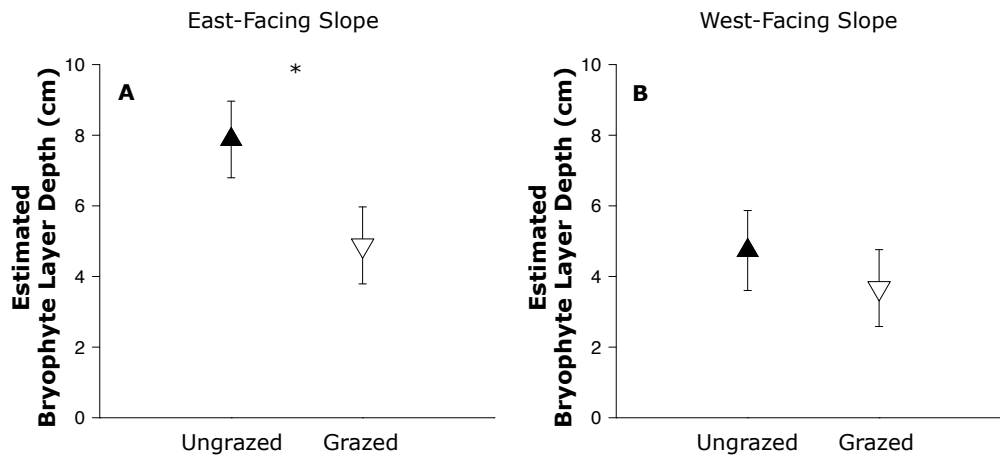 East-Facing Slope
West-Facing Slope
Estimated
Bryophyte Layer Depth (cm)
10
8
6
4
2
0
A
*
Ungrazed Grazed
Estimated
Bryophyte Layer Depth (cm)
10
8
6
4
2
0
B
Ungrazed Grazed